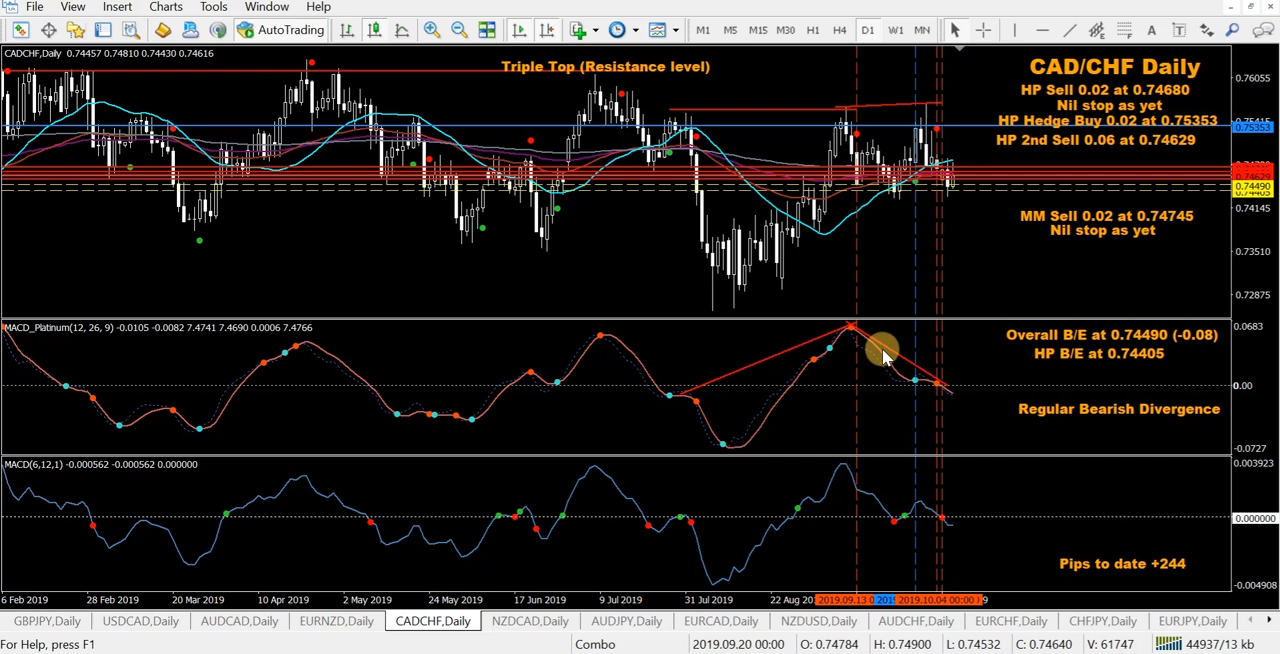 File View Insert Charts Tools Window Help
AutoTrading M1 M5 M15 M30 H1 H4 D1 W1 MN
CADCHF,Daily 0.74457 0.74810 0.74430 0.74616
Triple Top (Resistance level)
CAD/CHF Daily
HP Sell 0.02 at 0.74680
Nil stop as yet
HP Hedge Buy 0.02 at 0.75353
HP 2nd Sell 0.06 at 0.74629
MM Sell 0.02 at 0.74745
Nil stop as yet
0.76055
0.75353
0.74629
0.74490
0.74405
0.74145
0.73510
0.72875
MACD_Platinum(12, 26, 9) -0.0105 -0.0082 7.4741 7.4690 0.0006 7.4766
Overall B/E at 0.74490 (-0.08)
HP B/E at 0.74405
Regular Bearish Divergence
0.0683
0.00
-0.0727
MACD(6,12,1) -0.000562 -0.000562 0.000000
Pips to date +244
0.003923
0.000000
-0.004908
6 Feb 2019 28 Feb 2019 20 Mar 2019 10 Apr 2019 2 May 2019 24 May 2019 17 Jun 2019 9 Jul 2019 31 Jul 2019 22 Aug 2019.09.13 0 2019.10.04 00:00
GBPJPY,Daily USDCAD,Daily AUDCAD,Daily EURNZD,Daily CADCHF,Daily NZDCAD,Daily AUDJPY,Daily EURCAD,Daily NZDUSD,Daily AUDCHF,Daily EURCHF,Daily CHFJPY,Daily EURJPY,Daily
For Help, press F1 Combo 2019.09.20 00:00 O: 0.74784 H: 0.74900 L: 0.74532 C: 0.74640 V: 61747 44937/13 kb